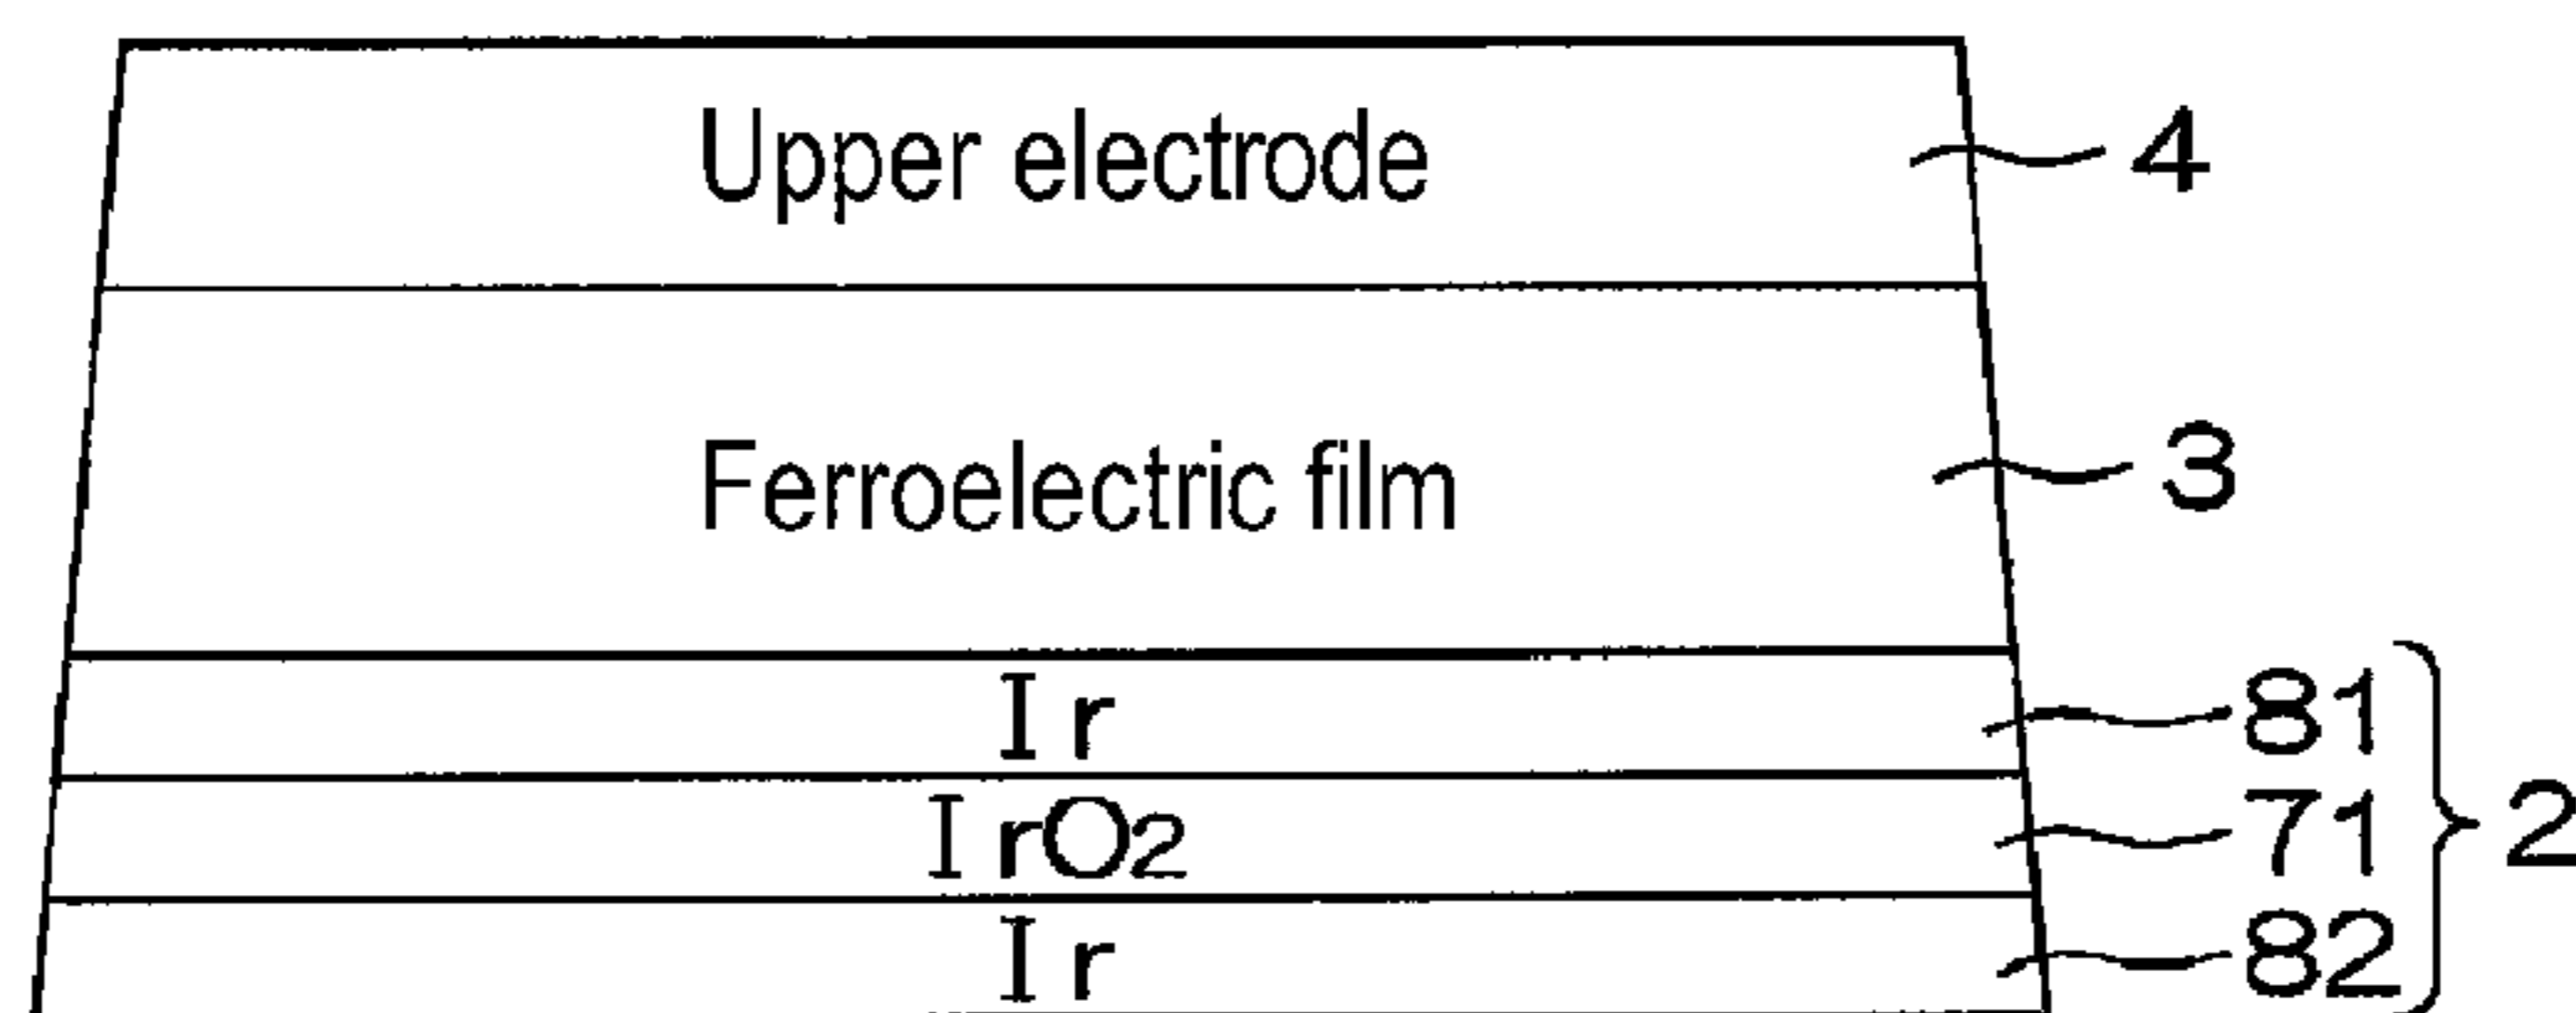 Upper electrode 4
Ferroelectric film 3
Ir 81
IrO2 71 2
Ir 82